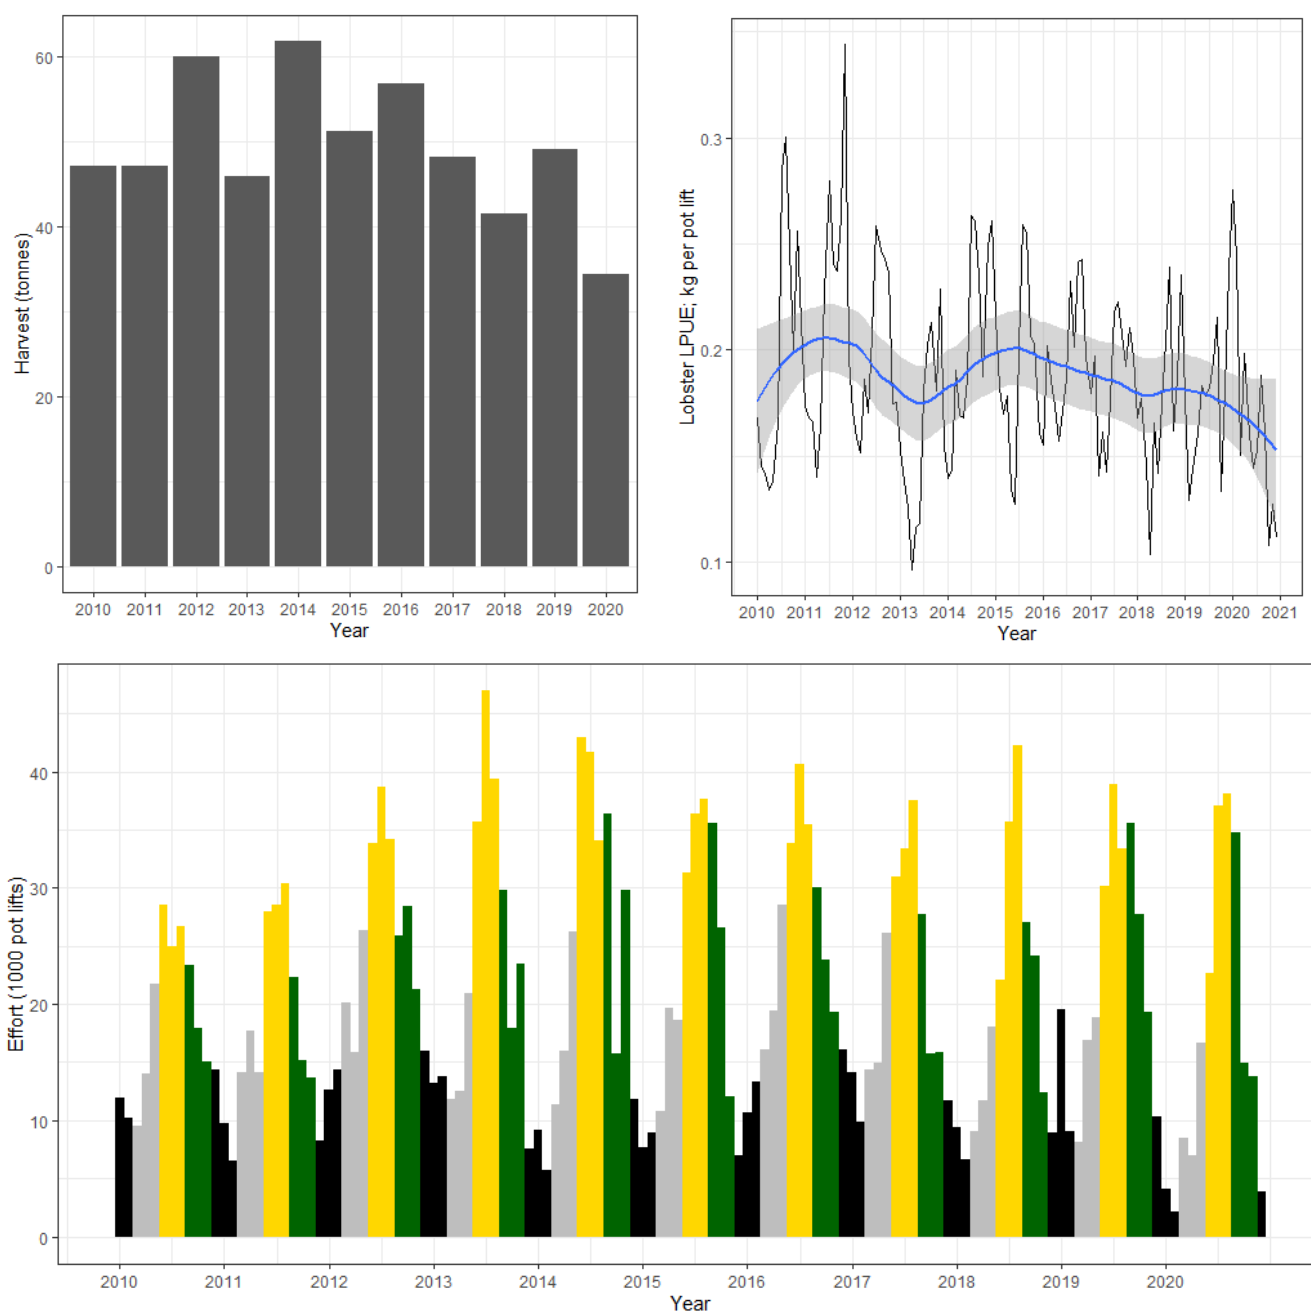 Harvest (tonnes)
60
40
20
0
2010 2011 2012 2013 2014 2015 2016 2017 2018 2019 2020
Year
Lobster LPUE, kg per pot lift
0.3
0.2
0.1
2010 2011 2012 2013 2014 2015 2016 2017 2018 2019 2020 2021
Year
Effort (1000 pot lifts)
40
30
20
10
0
2010 2011 2012 2013 2014 2015 2016 2017 2018 2019 2020
Year